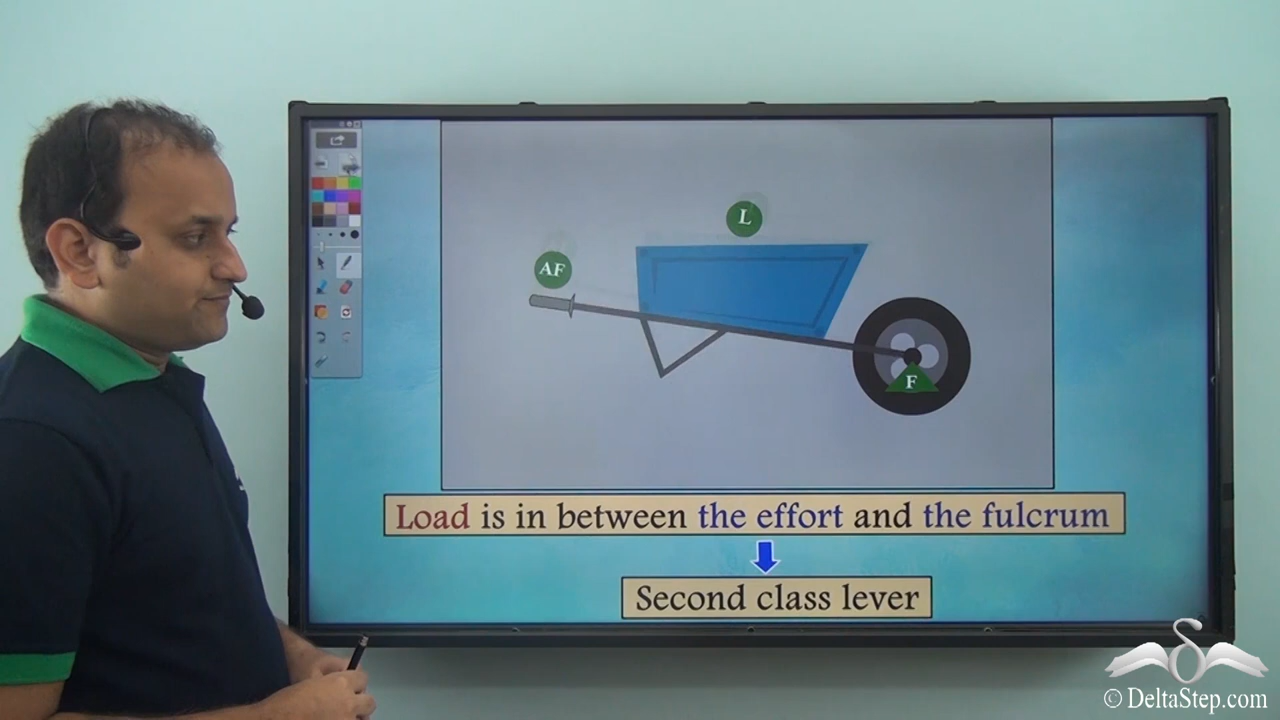 L
AF
F
Load is in between the effort and the fulcrum
Second class lever
© DeltaStep.com